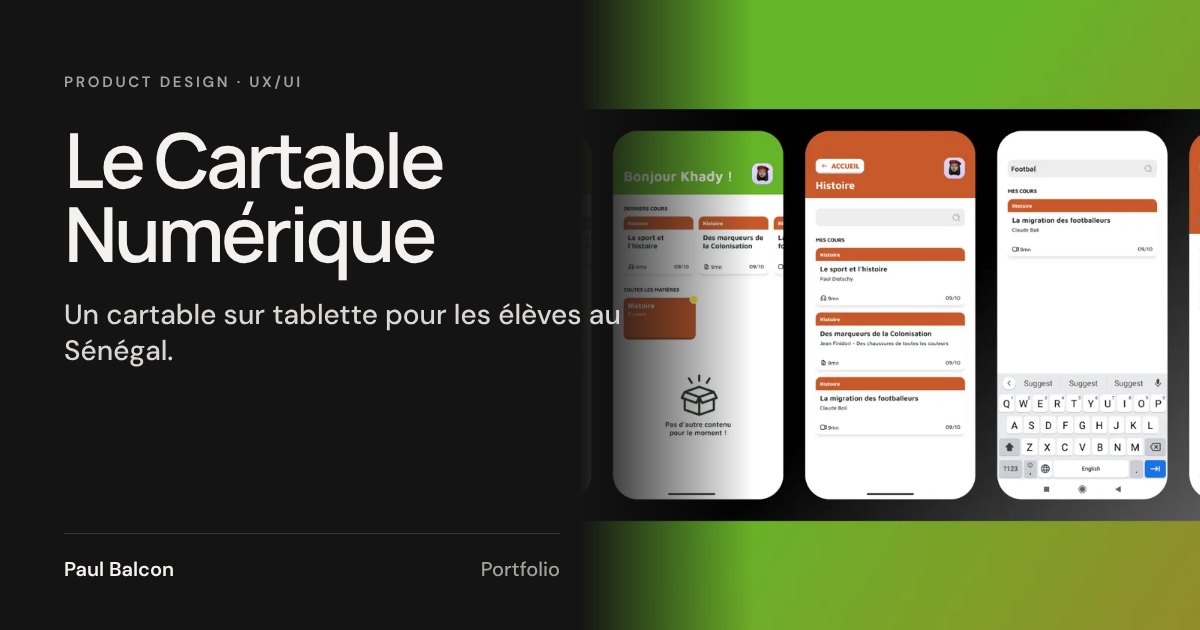 PRODUCT DESIGN · UX/UI
Le Cartable
Numérique
Un cartable sur tablette pour les élèves au
Sénégal.
Paul Balcon
Portfolio
Bonjour Khady !
DERNIERS COURS
Histoire
Le sport et
l'histoire
9mn
09/10
Histoire
Des marqueurs de
la Colonisation
9mn
09/10
TOUTES LES MATIÈRES
Histoire
Pas d'autre contenu
pour le moment !
← ACCUEIL
Histoire
MES COURS
Histoire
Le sport et l'histoire
Paul Dietschy
9mn
09/10
Histoire
Des marqueurs de la Colonisation
Jean Finidori - Des chaussures de toutes les couleurs
9mn
09/10
Histoire
La migration des footballeurs
Claude Boli
9mn
09/10
Footbal
MES COURS
Histoire
La migration des footballeurs
Claude Boli
9mn
09/10
Suggest Suggest Suggest
Q W E R T Y U I O P
A S D F G H J K L
Z X C V B N M
?123 , English .